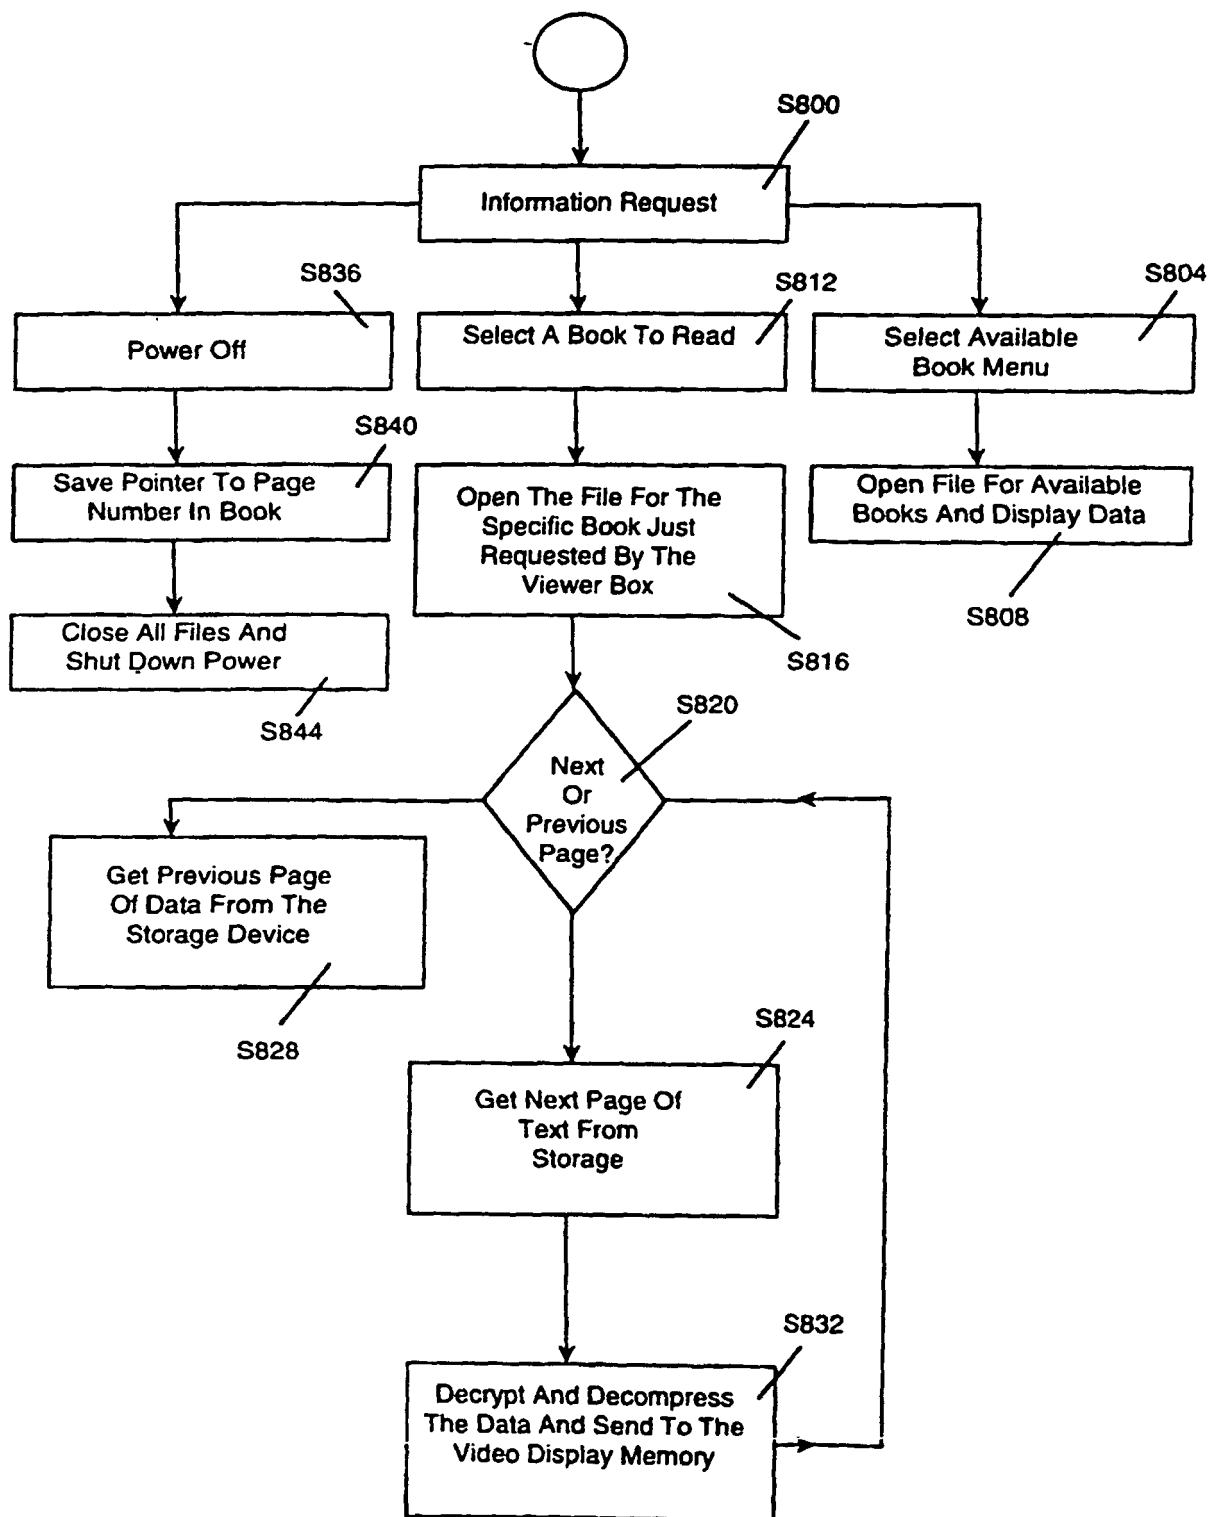 S800
Information Request
S836
S812
S804
Power Off
Select A Book To Read
Select Available
Book Menu
S840
Save Pointer To Page
Number In Book
Open The File For The
Specific Book Just
Requested By The
Viewer Box
Open File For Available
Books And Display Data
S808
Close All Files And
Shut Down Power
S816
S844
S820
Next
Or
Previous
Page?
Get Previous Page
Of Data From The
Storage Device
S828
S824
Get Next Page Of
Text From
Storage
S832
Decrypt And Decompress
The Data And Send To The
Video Display Memory